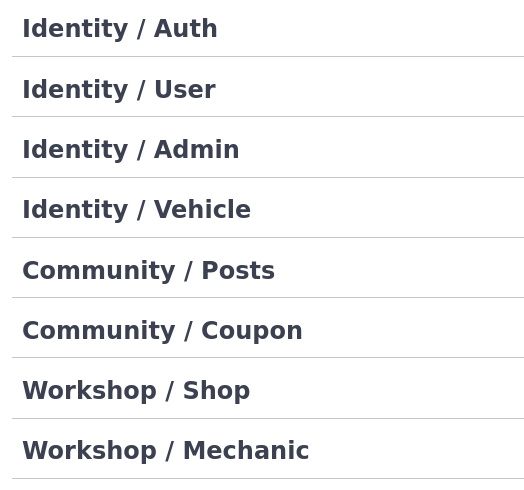 Identity / Auth
Identity / User
Identity / Admin
Identity / Vehicle
Community / Posts
Community / Coupon
Workshop / Shop
Workshop / Mechanic